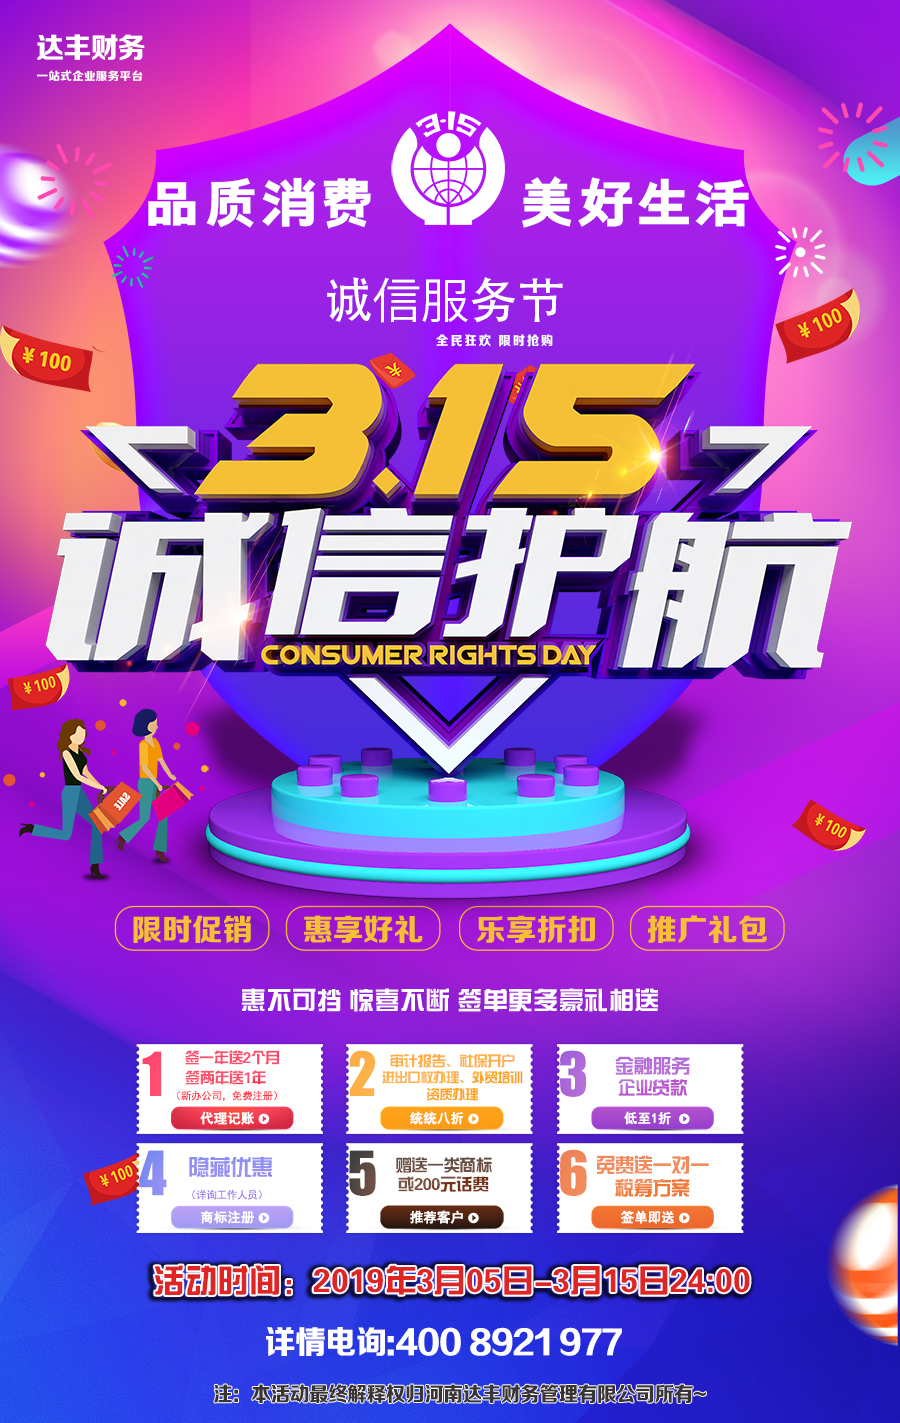 达丰财务
一站式企业服务平台
3·15
品质消费 美好生活
诚信服务节
全民狂欢 限时抢购
¥100
¥100
3.15
诚信护航
CONSUMER RIGHTS DAY
¥100
SALE
¥100
限时促销 惠享好礼 乐享折扣 推广礼包
惠不可挡 惊喜不断 签单更多豪礼相送
1
签一年送2个月
签两年送1年
(新办公司，免费注册)
代理记账
2
审计报告、社保开户
进出口权办理、外贸培训
资质办理
统统八折
3
金融服务
企业贷款
低至1折
¥100
4
隐藏优惠
(详询工作人员)
商标注册
5
赠送一类商标
或200元话费
推荐客户
6
免费送一对一
税筹方案
签单即送
活动时间：2019年3月05日-3月15日24:00
详情电询:400 8921 977
注：本活动最终解释权归河南达丰财务管理有限公司所有~